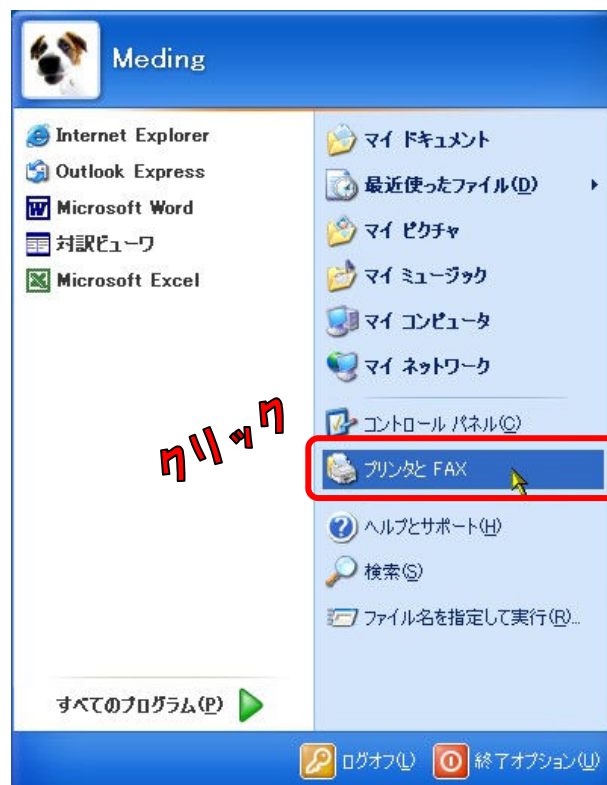 Meding
Internet Explorer
Outlook Express
Microsoft Word
対訳ビューワ
Microsoft Excel
クリック
すべてのプログラム(P)
マイ ドキュメント
最近使ったファイル(D)
マイ ピクチャ
マイ ミュージック
マイ コンピュータ
マイ ネットワーク
コントロール パネル(C)
プリンタと FAX
ヘルプとサポート(H)
検索(S)
ファイル名を指定して実行(R)...
ログオフ(L)
終了オプション(U)